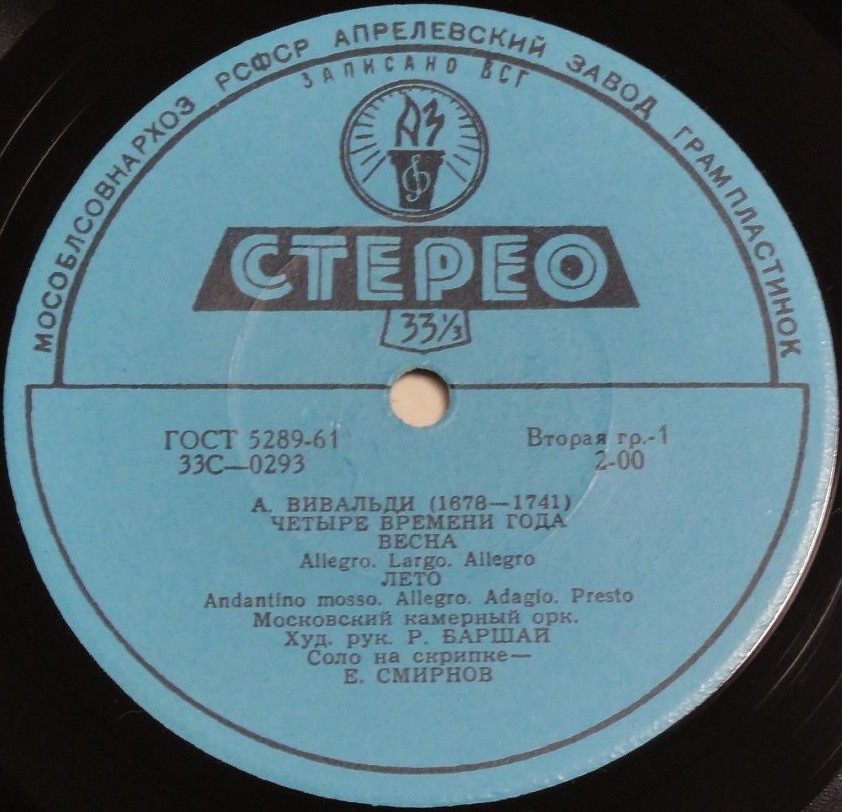 МОСОБЛСОВНАРХОЗ РСФСР АПРЕЛЕВСКИЙ ЗАВОД ГРАМПЛАСТИНОК
ЗАПИСАНО ВСГ
АЗ
СТЕРЕО
33⅓
ГОСТ 5289-61 Вторая гр.-1
33С—0293 2-00
А. ВИВАЛЬДИ (1678—1741)
ЧЕТЫРЕ ВРЕМЕНИ ГОДА
ВЕСНА
Allegro. Largo. Allegro
ЛЕТО
Andantino mosso. Allegro. Adagio. Presto
Московский камерный орк.
Худ. рук. Р. БАРШАЙ
Соло на скрипке—
Е. СМИРНОВ